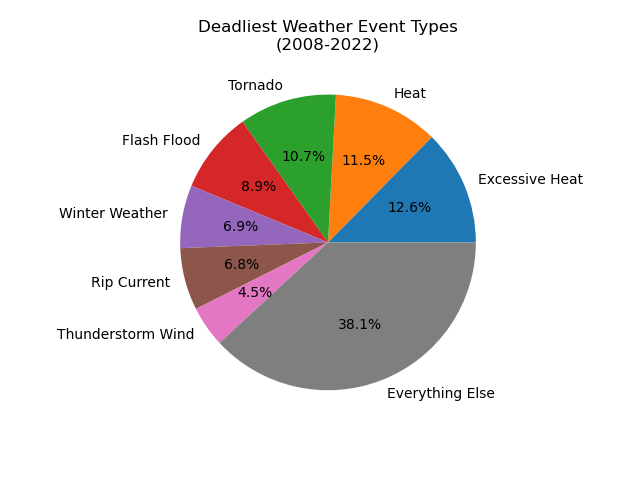 Deadliest Weather Event Types
(2008-2022)
Tornado
Heat
Flash Flood
10.7%
11.5%
Excessive Heat
8.9%
12.6%
Winter Weather
6.9%
Rip Current
6.8%
4.5%
Thunderstorm Wind
38.1%
Everything Else